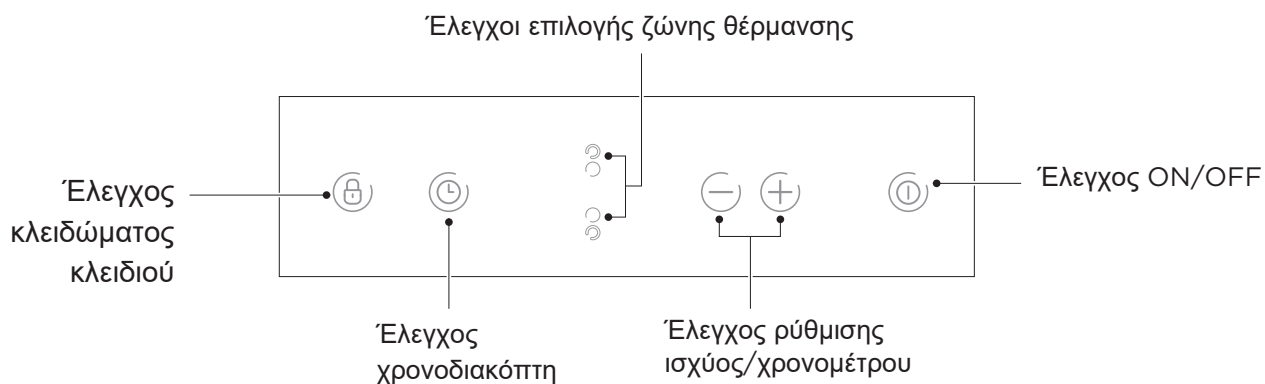 Έλεγχοι επιλογής ζώνης θέρμανσης
Έλεγχος
κλειδώματος
κλειδιού
Έλεγχος ON/OFF
Έλεγχος
χρονοδιακόπτη
Έλεγχος ρύθμισης
ισχύος/χρονομέτρου